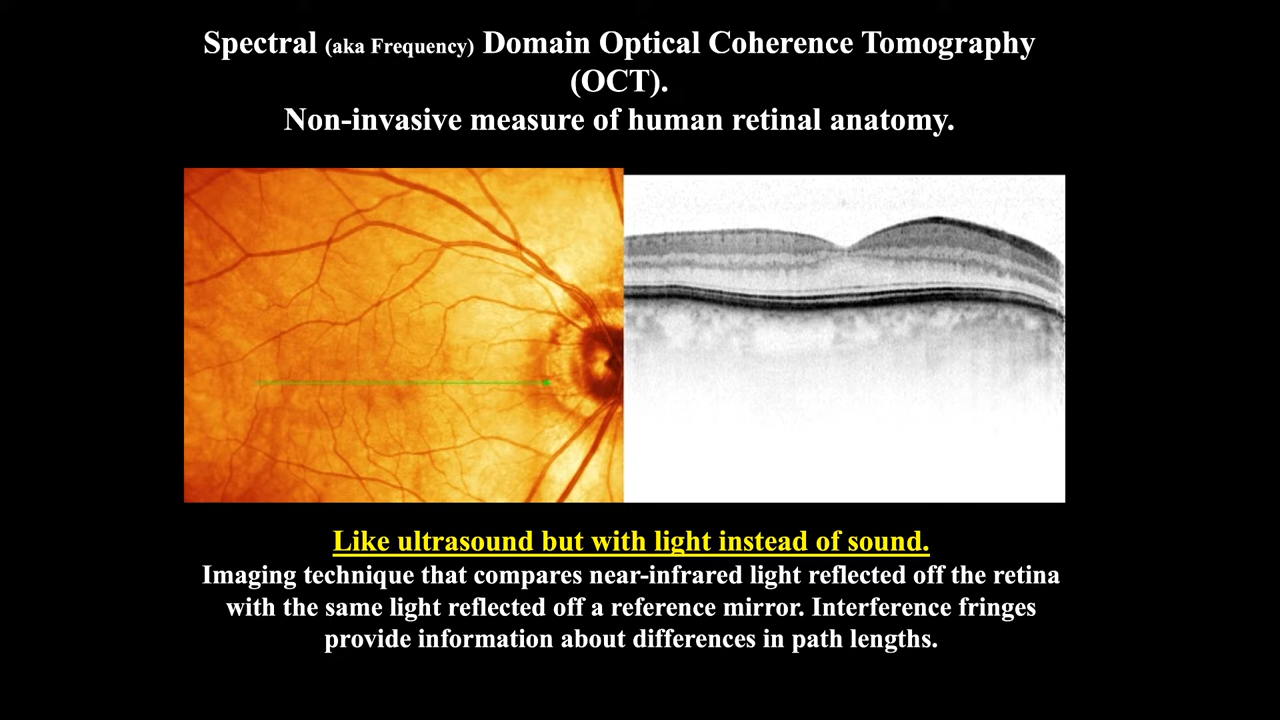 Spectral (aka Frequency) Domain Optical Coherence Tomography
(OCT).
Non-invasive measure of human retinal anatomy.
Like ultrasound but with light instead of sound.
Imaging technique that compares near-infrared light reflected off the retina
with the same light reflected off a reference mirror. Interference fringes
provide information about differences in path lengths.